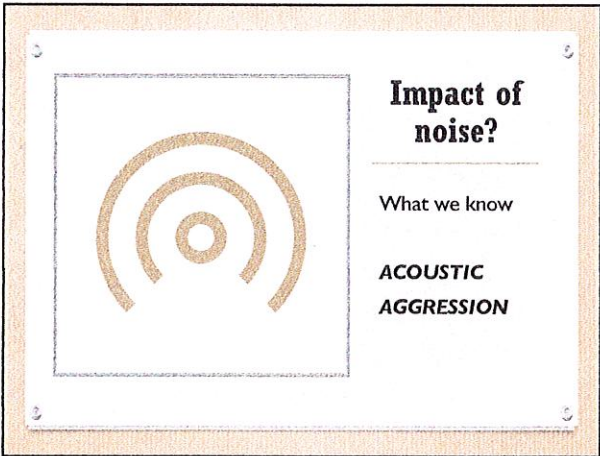 Impact of
noise?
What we know
ACOUSTIC
AGGRESSION